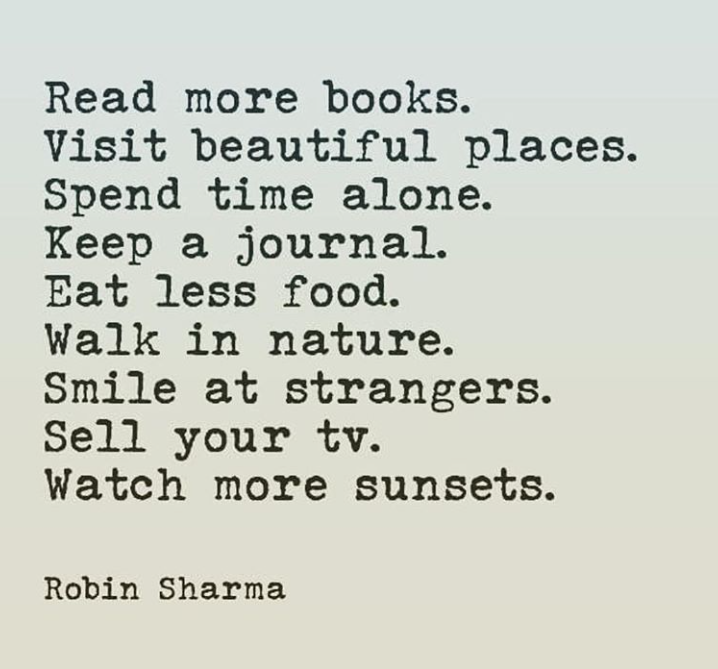 Read more books.
Visit beautiful places.
Spend time alone.
Keep a journal.
Eat less food.
Walk in nature.
Smile at strangers.
Sell your tv.
Watch more sunsets.
Robin Sharma